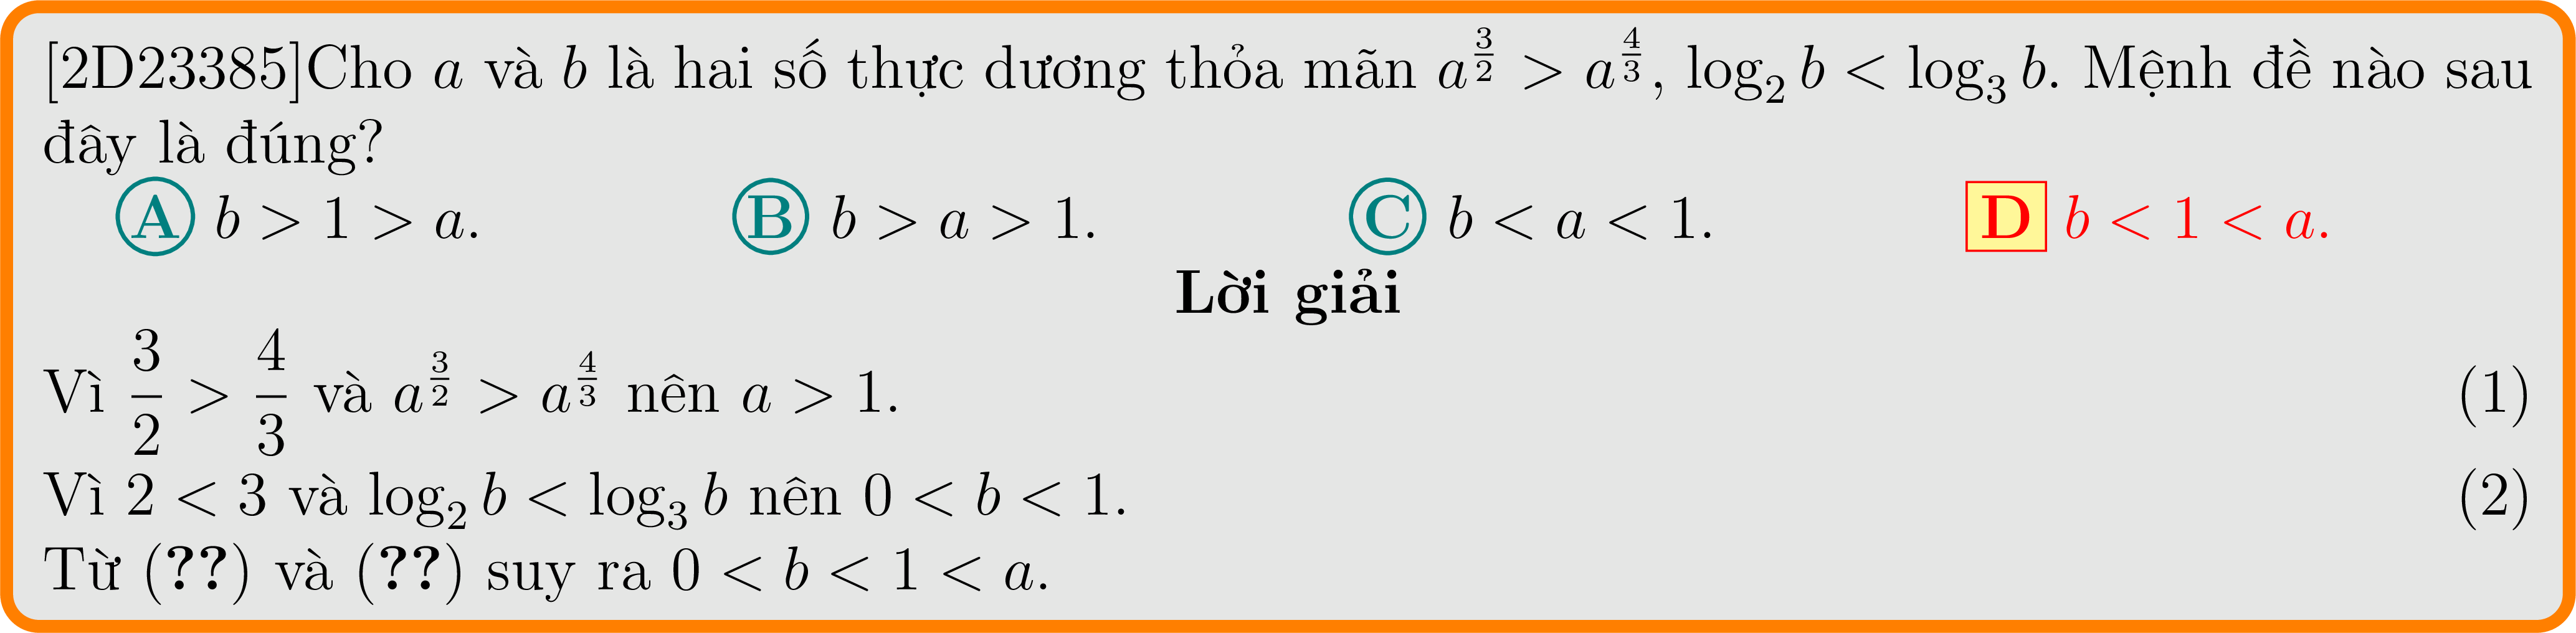 [2D23385]Cho a và b là hai số thực dương thỏa mãn a^{\frac{3}{2}} > a^{\frac{4}{3}}, log_2 b < log_3 b. Mệnh đề nào sau
đây là đúng?
A b > 1 > a. B b > a > 1. C b < a < 1. D b < 1 < a.
Lời giải
Vì \frac{3}{2} > \frac{4}{3} và a^{\frac{3}{2}} > a^{\frac{4}{3}} nên a > 1. (1)
Vì 2 < 3 và log_2 b < log_3 b nên 0 < b < 1. (2)
Từ (??) và (??) suy ra 0 < b < 1 < a.